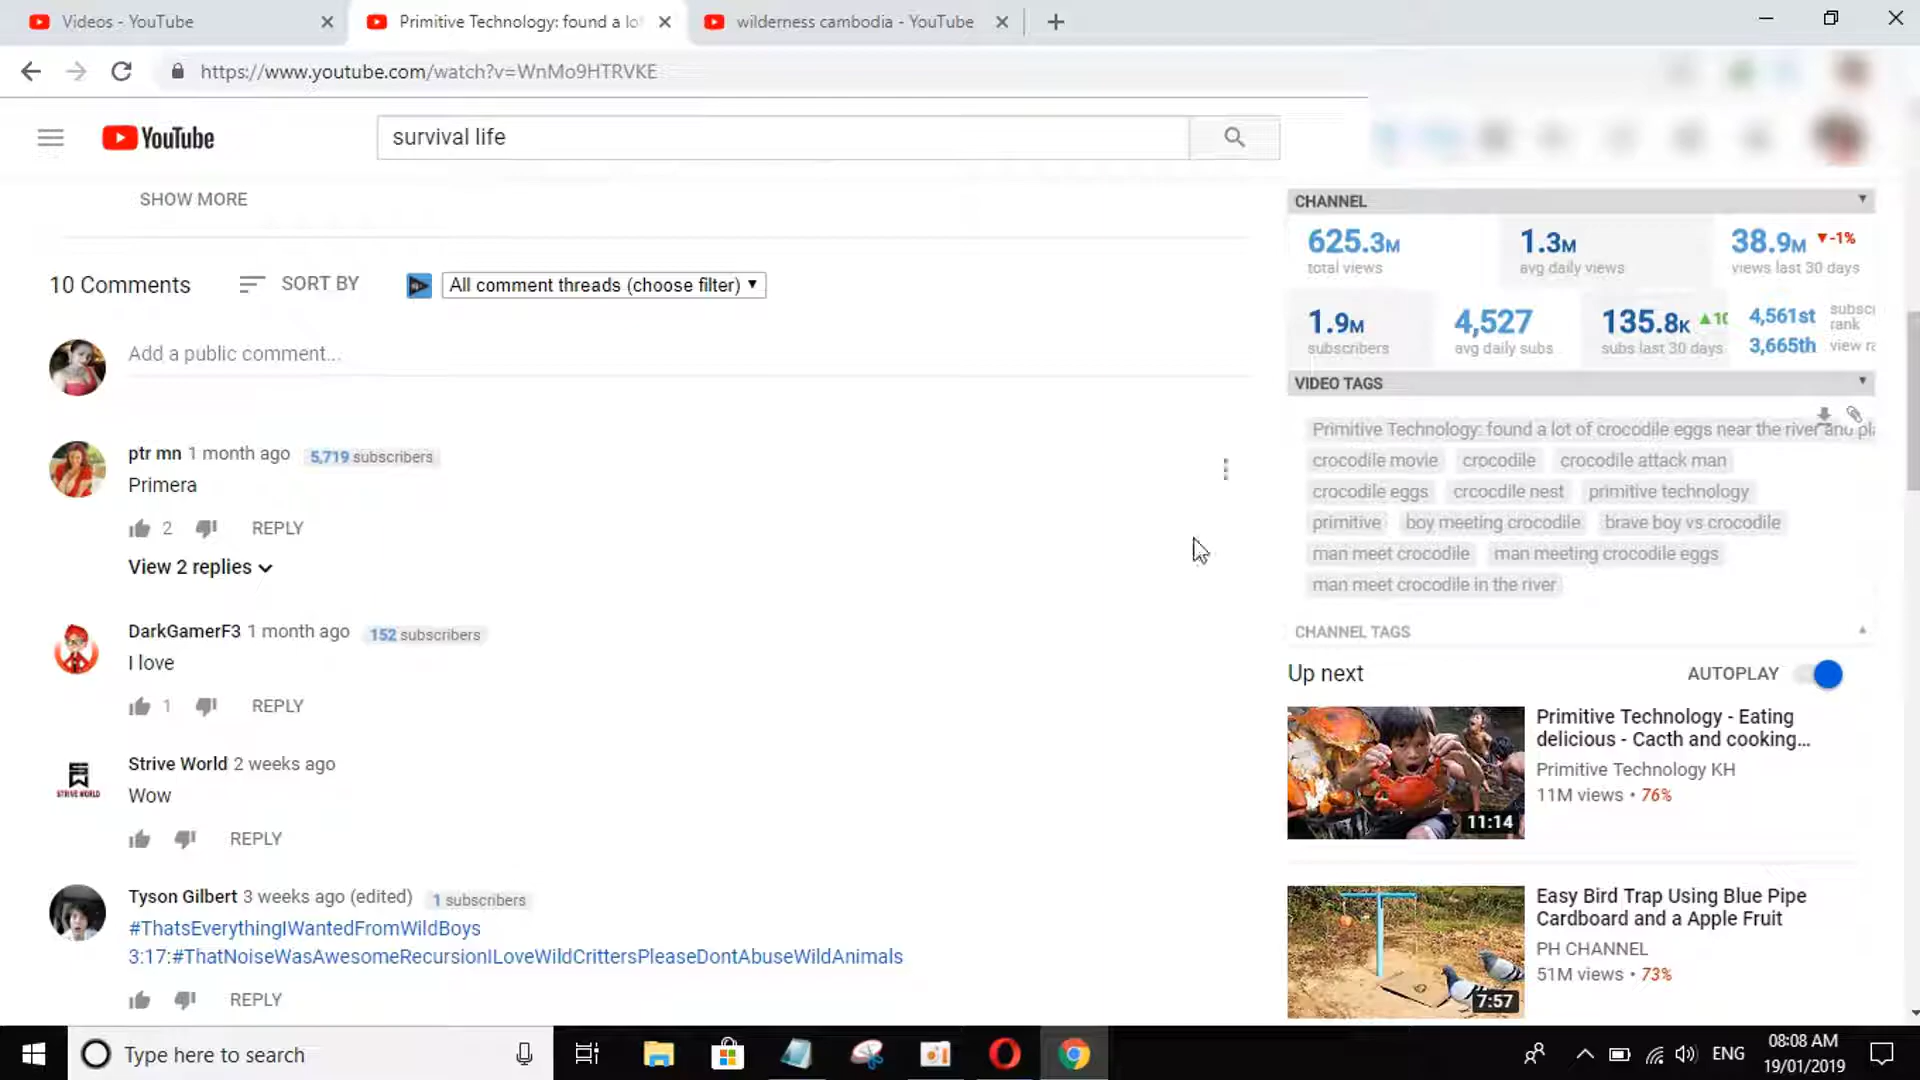 Videos - YouTube
Primitive Technology: found a lo
wilderness cambodia - YouTube
https://www.youtube.com/watch?v=WnMo9HTRVKE
YouTube
survival life
SHOW MORE
10 Comments
SORT BY
All comment threads (choose filter)
Add a public comment...
ptr mn 1 month ago 5,719 subscribers
Primera
2 REPLY
View 2 replies
DarkGamerF3 1 month ago 152 subscribers
I love
1 REPLY
Strive World 2 weeks ago
STRIVE WORLD
Wow
REPLY
Tyson Gilbert 3 weeks ago (edited) 1 subscribers
#ThatsEverythingIWantedFromWildBoys
3:17:#ThatNoiseWasAwesomeRecursionILoveWildCrittersPleaseDontAbuseWildAnimals
REPLY
CHANNEL
625.3M 1.3M 38.9M -1%
total views avg daily views views last 30 days
1.9M 4,527 135.8K 10 4,561st subsc
rank
subscribers avg daily subs subs last 30 days 3,665th view ra
VIDEO TAGS
Primitive Technology: found a lot of crocodile eggs near the river and pla
crocodile movie crocodile crocodile attack man
crocodile eggs crcocdile nest primitive technology
primitive boy meeting crocodile brave boy vs crocodile
man meet crocodile man meeting crocodile eggs
man meet crocodile in the river
CHANNEL TAGS
Up next AUTOPLAY
Primitive Technology - Eating
delicious - Cacth and cooking...
Primitive Technology KH
11M views • 76%
11:14
Easy Bird Trap Using Blue Pipe
Cardboard and a Apple Fruit
PH CHANNEL
51M views • 73%
7:57
Type here to search
ENG
08:08 AM
19/01/2019